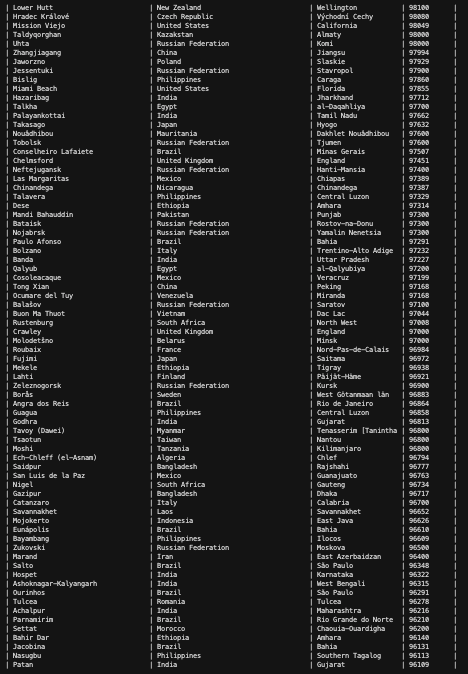 | Lower Hutt | New Zealand | Wellington | 98100 |
| Hradec Králové | Czech Republic | Východní Cechy | 98080 |
| Mission Viejo | United States | California | 98049 |
| Taldyqorghan | Kazakstan | Almaty | 98000 |
| Uhta | Russian Federation | Komi | 98000 |
| Zhangjiagang | China | Jiangsu | 97994 |
| Jaworzno | Poland | Slaskie | 97929 |
| Jessentuki | Russian Federation | Stavropol | 97900 |
| Bislig | Philippines | Caraga | 97860 |
| Miami Beach | United States | Florida | 97855 |
| Hazaribag | India | Jharkhand | 97712 |
| Talkha | Egypt | al-Daqahliya | 97700 |
| Palayankottai | India | Tamil Nadu | 97662 |
| Takasago | Japan | Hyogo | 97632 |
| Nouâdhibou | Mauritania | Dakhlet Nouâdhibou | 97600 |
| Tobolsk | Russian Federation | Tjumen | 97600 |
| Conselheiro Lafaiete | Brazil | Minas Gerais | 97507 |
| Chelmsford | United Kingdom | England | 97451 |
| Neftejugansk | Russian Federation | Hanti-Mansia | 97400 |
| Las Margaritas | Mexico | Chiapas | 97389 |
| Chinandega | Nicaragua | Chinandega | 97387 |
| Talavera | Philippines | Central Luzon | 97329 |
| Dese | Ethiopia | Amhara | 97314 |
| Mandi Bahauddin | Pakistan | Punjab | 97300 |
| Bataisk | Russian Federation | Rostov-na-Donu | 97300 |
| Nojabrsk | Russian Federation | Yamalin Nenetsia | 97300 |
| Paulo Afonso | Brazil | Bahia | 97291 |
| Bolzano | Italy | Trentino-Alto Adige | 97232 |
| Banda | India | Uttar Pradesh | 97227 |
| Qalyub | Egypt | al-Qalyubiya | 97200 |
| Cosoleacaque | Mexico | Veracruz | 97199 |
| Tong Xian | China | Peking | 97168 |
| Ocumare del Tuy | Venezuela | Miranda | 97168 |
| Balašov | Russian Federation | Saratov | 97100 |
| Buon Ma Thuot | Vietnam | Dac Lac | 97044 |
| Rustenburg | South Africa | North West | 97008 |
| Crawley | United Kingdom | England | 97000 |
| Molodetšno | Belarus | Minsk | 97000 |
| Roubaix | France | Nord-Pas-de-Calais | 96984 |
| Fujimi | Japan | Saitama | 96972 |
| Mekele | Ethiopia | Tigray | 96938 |
| Lahti | Finland | Päijät-Häme | 96921 |
| Zeleznogorsk | Russian Federation | Kursk | 96900 |
| Borås | Sweden | West Götanmaan län | 96883 |
| Angra dos Reis | Brazil | Rio de Janeiro | 96864 |
| Guagua | Philippines | Central Luzon | 96858 |
| Godhra | India | Gujarat | 96813 |
| Tavoy (Dawei) | Myanmar | Tenasserim [Tanintha | 96800 |
| Tsaotun | Taiwan | Nantou | 96800 |
| Moshi | Tanzania | Kilimanjaro | 96800 |
| Ech-Chleff (el-Asnam) | Algeria | Chlef | 96794 |
| Saidpur | Bangladesh | Rajshahi | 96777 |
| San Luis de la Paz | Mexico | Guanajuato | 96763 |
| Nigel | South Africa | Gauteng | 96734 |
| Gazipur | Bangladesh | Dhaka | 96717 |
| Catanzaro | Italy | Calabria | 96700 |
| Savannakhet | Laos | Savannakhet | 96652 |
| Mojokerto | Indonesia | East Java | 96626 |
| Eunápolis | Brazil | Bahia | 96610 |
| Bayambang | Philippines | Ilocos | 96609 |
| Zukovski | Russian Federation | Moskova | 96500 |
| Marand | Iran | East Azerbaidzan | 96400 |
| Salto | Brazil | São Paulo | 96348 |
| Hospet | India | Karnataka | 96322 |
| Ashoknagar-Kalyangarh | India | West Bengali | 96315 |
| Ourinhos | Brazil | São Paulo | 96291 |
| Tulcea | Romania | Tulcea | 96278 |
| Achalpur | India | Maharashtra | 96216 |
| Parnamirim | Brazil | Rio Grande do Norte | 96210 |
| Settat | Morocco | Chaouia-Ouardigha | 96200 |
| Bahir Dar | Ethiopia | Amhara | 96140 |
| Jacobina | Brazil | Bahia | 96131 |
| Nasugbu | Philippines | Southern Tagalog | 96113 |
| Patan | India | Gujarat | 96109 |